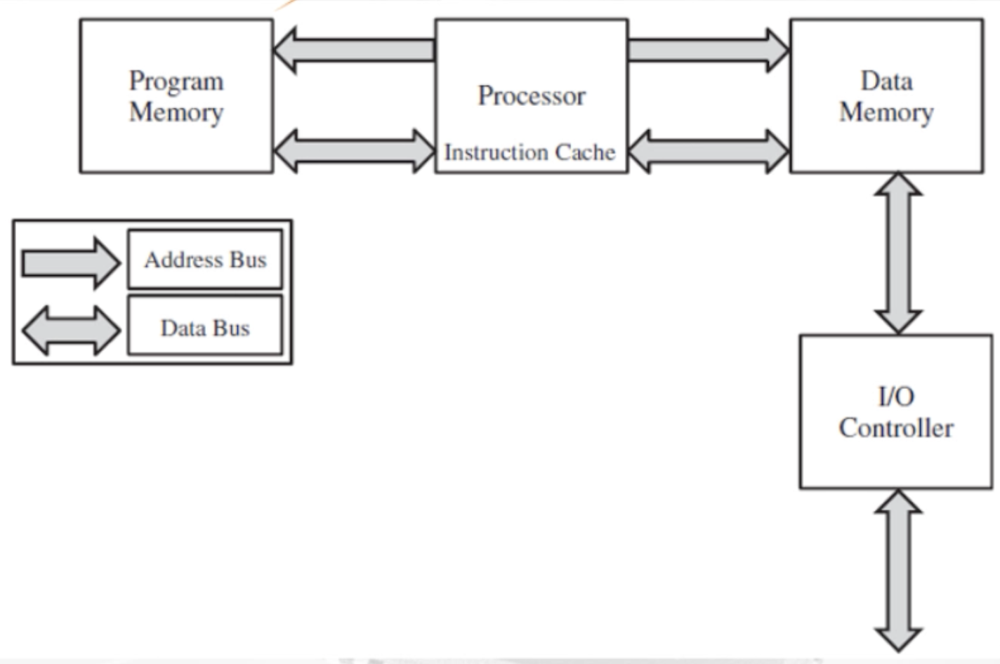 Program
Memory
Processor
Instruction Cache
Data
Memory
Address Bus
Data Bus
I/O
Controller